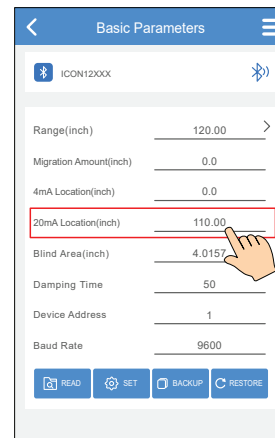 Basic Parameters
ICON12XXX
Range(inch) 120.00
Migration Amount(inch) 0.0
4mA Location(inch) 0.0
20mA Location(inch) 110.00
Blind Area(inch) 4.0157
Damping Time 50
Device Address 1
Baud Rate 9600
READ SET BACKUP RESTORE